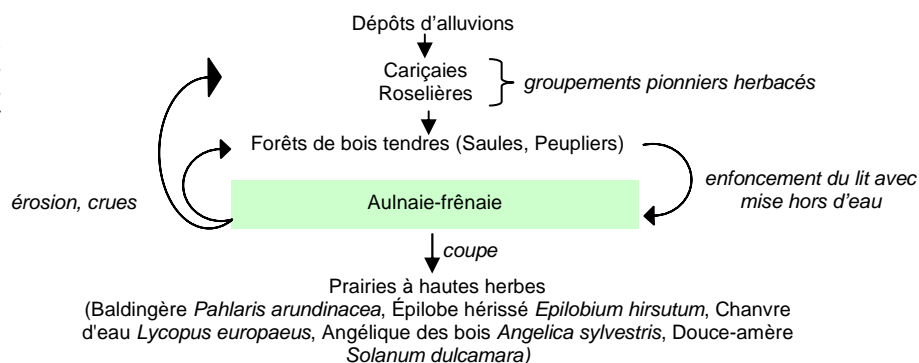 Dépôts d'alluvions
Cariçaies
Roselières
groupements pionniers herbacés
Forêts de bois tendres (Saules, Peupliers)
érosion, crues
enfoncement du lit avec
mise hors d'eau
Aulnaie-frênaie
coupe
Prairies à hautes herbes
(Baldingère Pahlaris arundinacea, Épilobe hérissé Epilobium hirsutum, Chanvre
d'eau Lycopus europaeus, Angélique des bois Angelica sylvestris, Douce-amère
Solanum dulcamara)